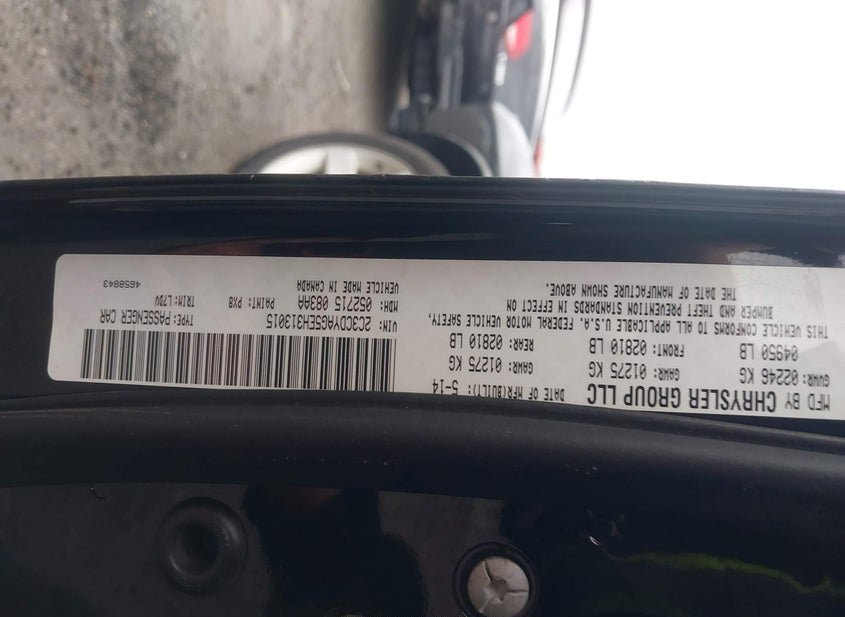 MFD BY CHRYSLER GROUP LLC
DATE OF MFR(BUILT): 5-14
GVWR: 02246 KG
04950 LB
GAWR: 01275 KG
FRONT: 02810 LB
GAWR: 01275 KG
REAR: 02810 LB
THIS VEHICLE CONFORMS TO ALL APPLICABLE U.S.A. FEDERAL MOTOR VEHICLE SAFETY,
BUMPER AND THEFT PREVENTION STANDARDS IN EFFECT ON
THE DATE OF MANUFACTURE SHOWN ABOVE.
VIN: 2C3CDYAG5EH313015
TYPE: PASSENGER CAR
MDH: 052715 083AA
PAINT: PX8
TRIM: L7DV
VEHICLE MADE IN CANADA
4658843